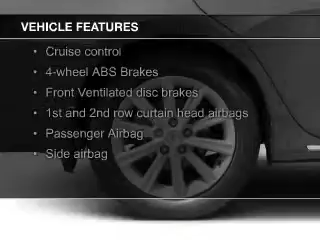 VEHICLE FEATURES
• Cruise control
• 4-wheel ABS Brakes
• Front Ventilated disc brakes
• 1st and 2nd row curtain head airbags
• Passenger Airbag
• Side airbag